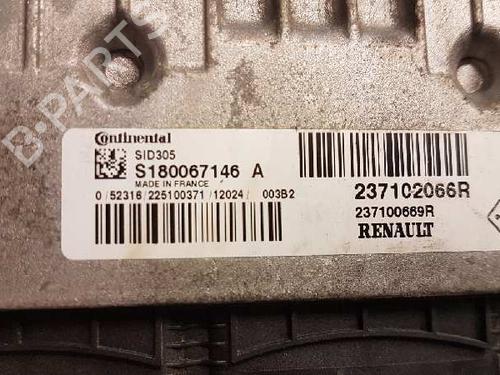 B-PARTS
Continental
SID305
S180067146 A
MADE IN FRANCE
0/52316/225100371/12024/ 003B2
237102066R
237100669R
RENAULT